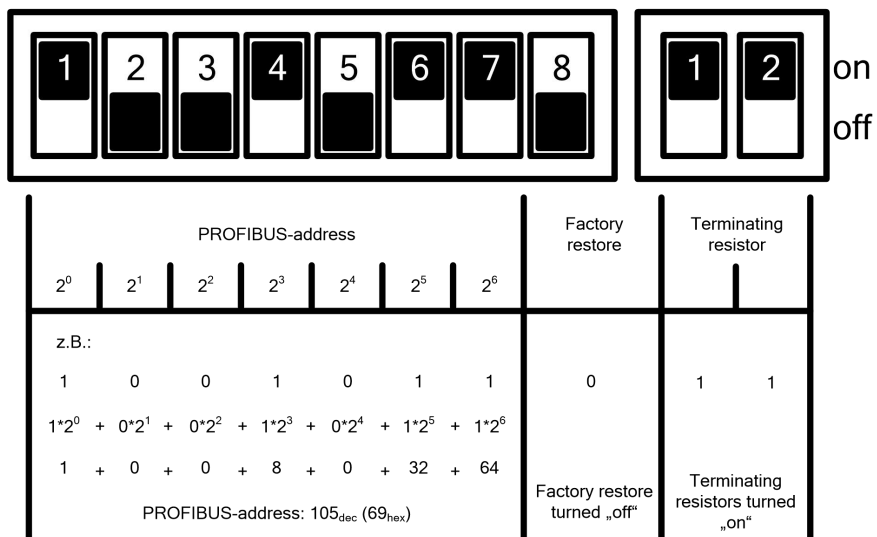 1 2 3 4 5 6 7 8 1 2 on
off
PROFIBUS-address
Factory
restore
Terminating
resistor
2⁰ 2¹ 2² 2³ 2⁴ 2⁵ 2⁶
z.B.:
1 0 0 1 0 1 1 0 1 1
1*2⁰ + 0*2¹ + 0*2² + 1*2³ + 0*2⁴ + 1*2⁵ + 1*2⁶
1 + 0 + 0 + 8 + 0 + 32 + 64
PROFIBUS-address: 105dec (69hex)
Factory restore
turned „off“
Terminating
resistors turned
„on“